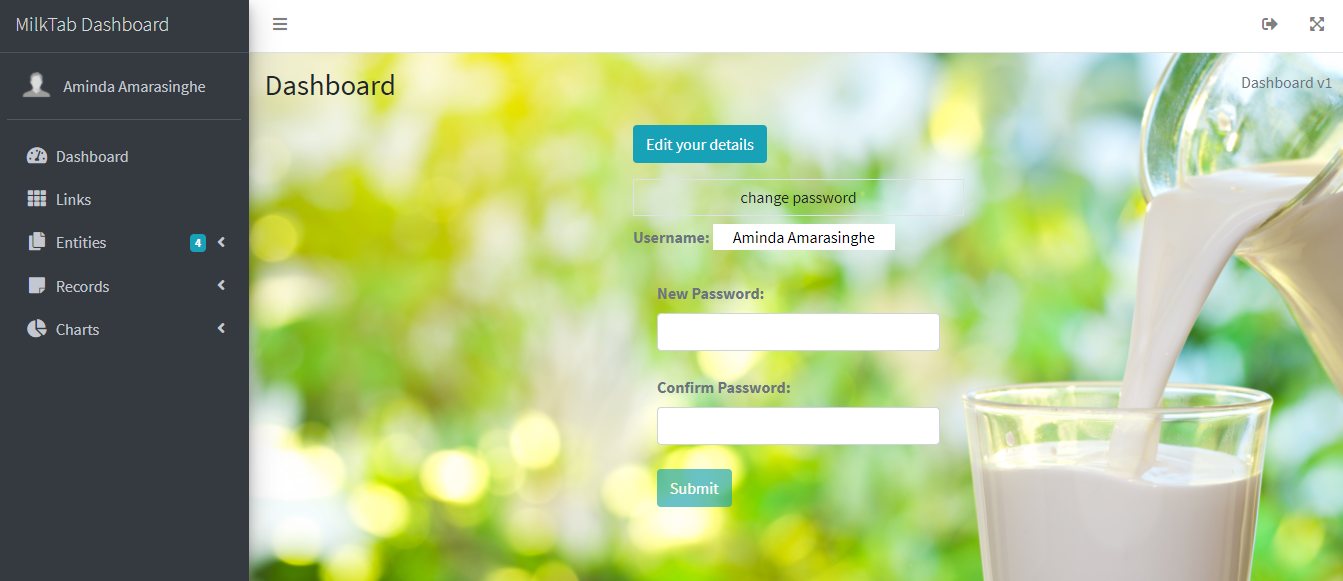 MilkTab Dashboard
Aminda Amarasinghe
Dashboard
Links
Entities 4
Records
Charts
Dashboard
Dashboard v1
Edit your details
change password
Username: Aminda Amarasinghe
New Password:
Confirm Password:
Submit